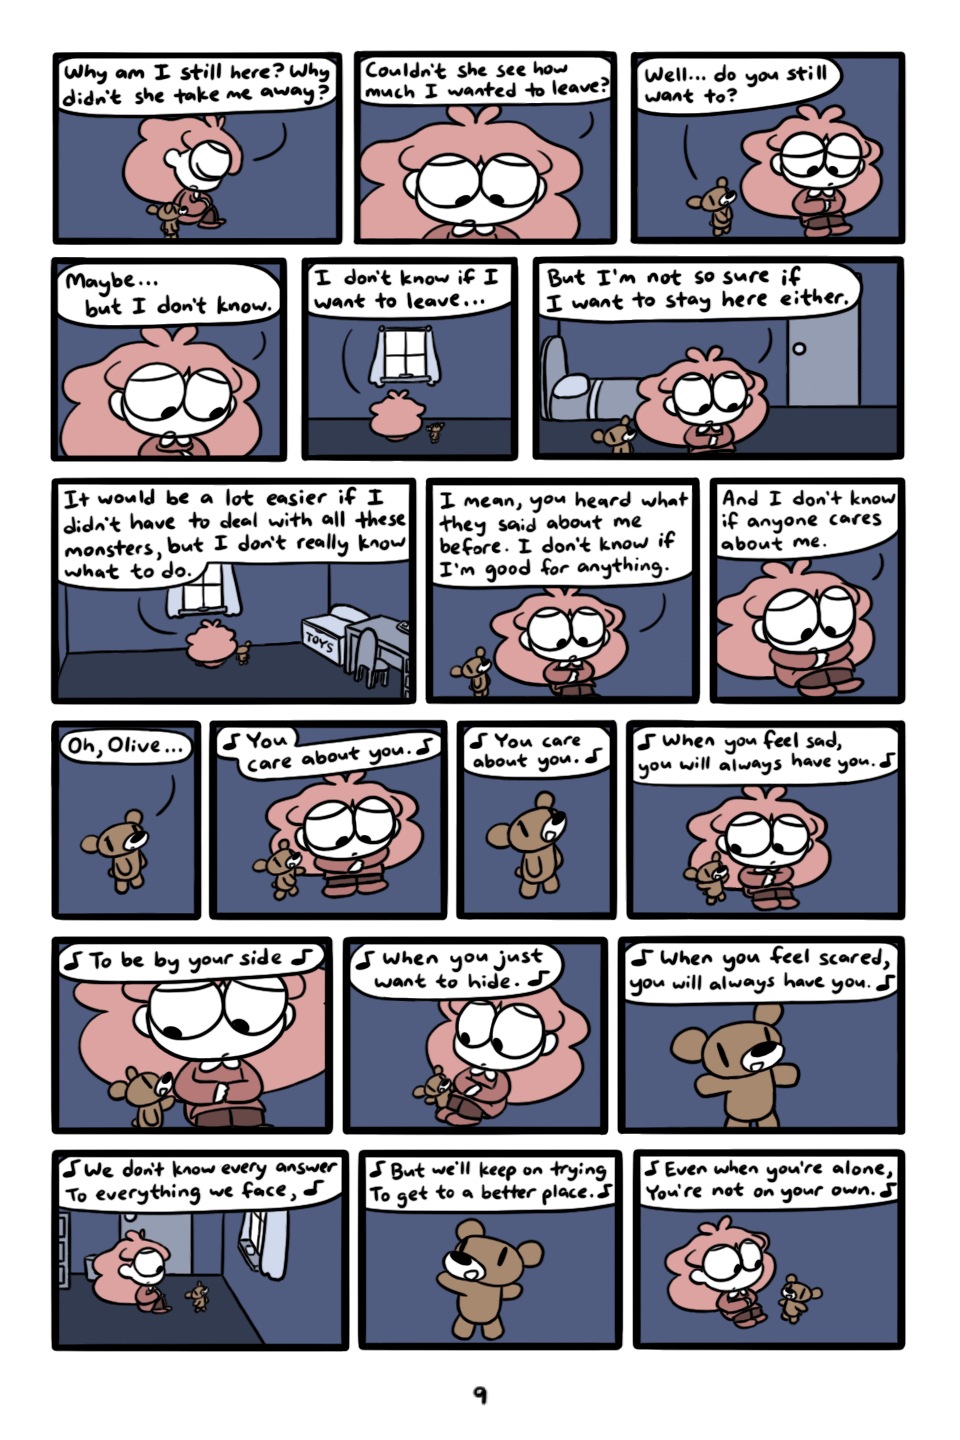 Why am I still here? Why
didn't she take me away?
Couldn't she see how
much I wanted to leave?
Well... do you still
want to?
Maybe...
but I don't know.
I don't know if I
want to leave...
But I'm not so sure if
I want to stay here either.
It would be a lot easier if I
didn't have to deal with all these
monsters, but I don't really know
what to do.
TOYS
I mean, you heard what
they said about me
before. I don't know if
I'm good for anything.
And I don't know
if anyone cares
about me.
Oh, Olive...
♫ You
care about you. ♫
♫ You care
about you. ♫
♫ When you feel sad,
you will always have you. ♫
♫ To be by your side ♫
♫ When you just
want to hide. ♫
♫ When you feel scared,
you will always have you. ♫
♫ We don't know every answer
To everything we face, ♫
♫ But we'll keep on trying
To get to a better place. ♫
♫ Even when you're alone,
You're not on your own. ♫
9